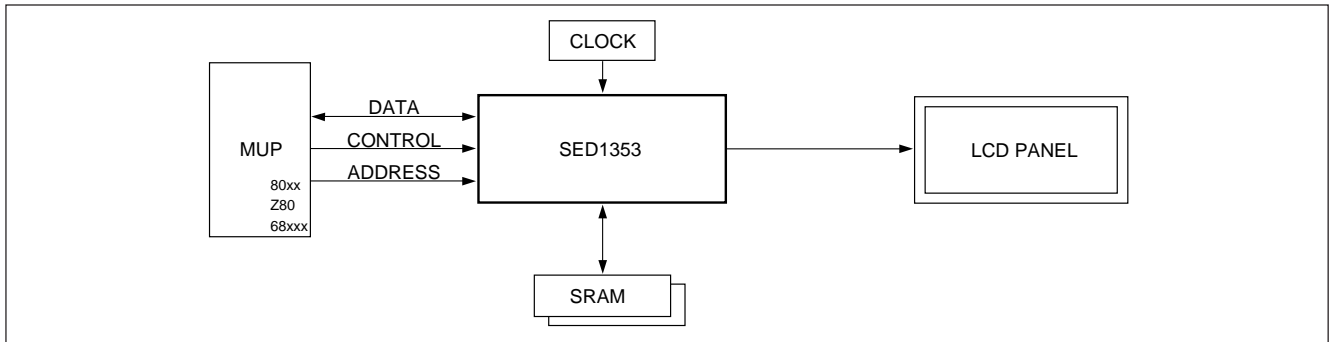 CLOCK
DATA
CONTROL
ADDRESS
MUP
80xx
Z80
68xxx
SED1353
LCD PANEL
SRAM